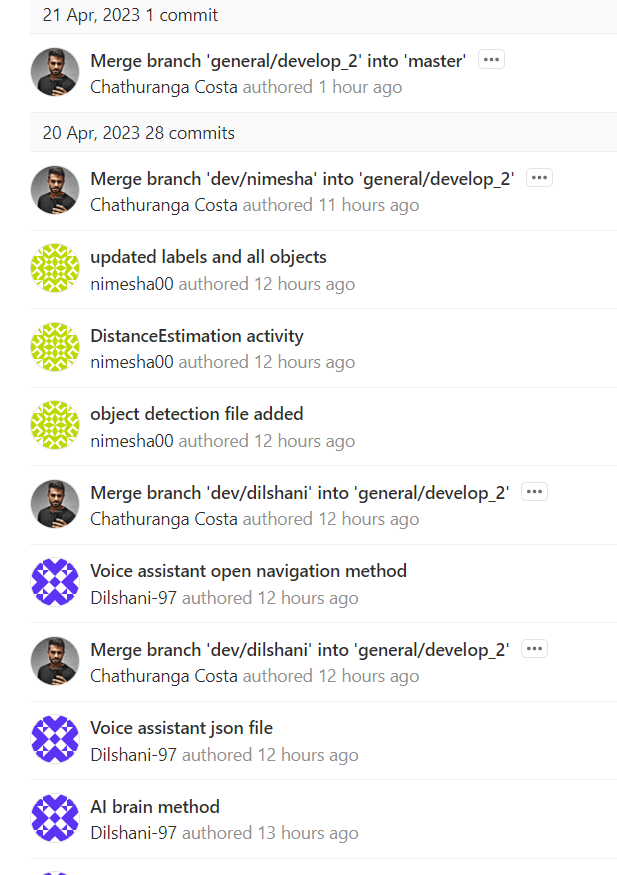 21 Apr, 2023 1 commit
Merge branch 'general/develop_2' into 'master'
Chathuranga Costa authored 1 hour ago
20 Apr, 2023 28 commits
Merge branch 'dev/nimesha' into 'general/develop_2'
Chathuranga Costa authored 11 hours ago
updated labels and all objects
nimesha00 authored 12 hours ago
DistanceEstimation activity
nimesha00 authored 12 hours ago
object detection file added
nimesha00 authored 12 hours ago
Merge branch 'dev/dilshani' into 'general/develop_2'
Chathuranga Costa authored 12 hours ago
Voice assistant open navigation method
Dilshani-97 authored 12 hours ago
Merge branch 'dev/dilshani' into 'general/develop_2'
Chathuranga Costa authored 12 hours ago
Voice assistant json file
Dilshani-97 authored 12 hours ago
AI brain method
Dilshani-97 authored 13 hours ago